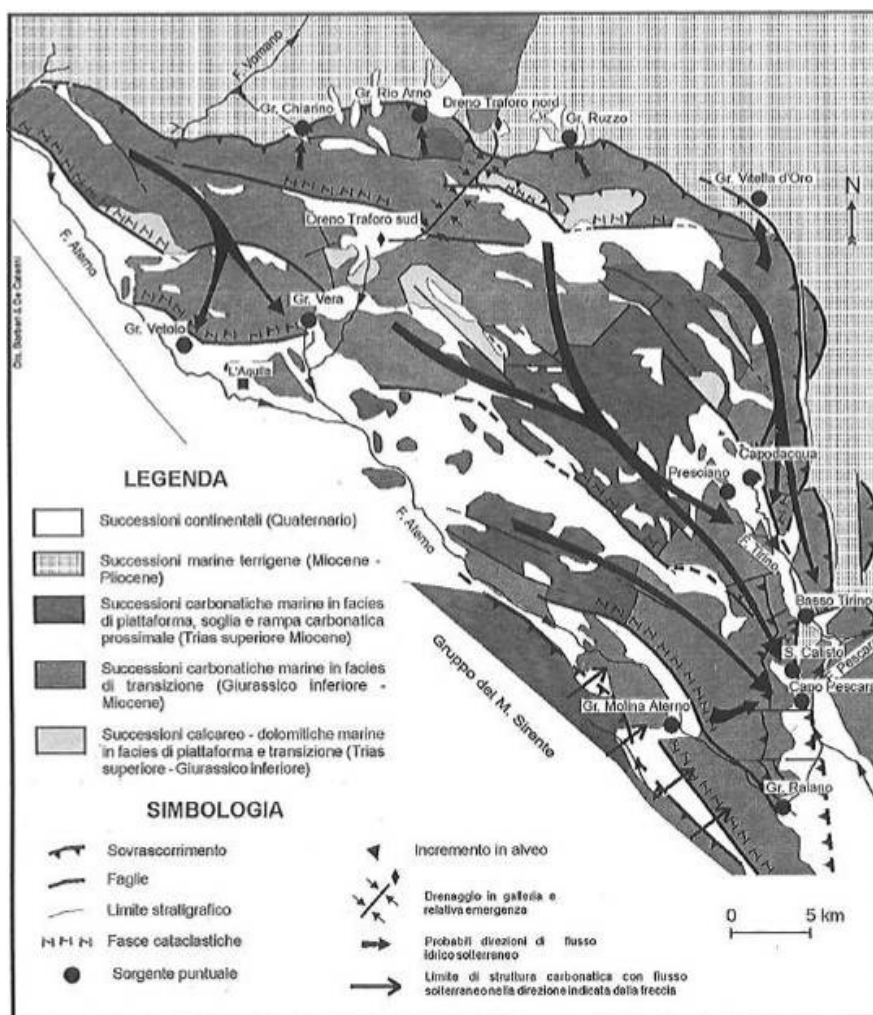 F. Vomano
Gr. Chiarino
Gr. Rio Arno
Dreno Traforo nord
Gr. Ruzzo
Gr. Vitella d'Oro
N
F. Aterno
Dreno Traforo sud
Gr. Vera
Gr. Vetoio
L'Aquila
Dis. Barbieri & De Caterini
Capodacqua
Presciano
F. Aterno
F. Tirino
Basso Tirino
S. Calisto
F. Pescara
Capo Pescara
Gruppo del M. Sirente
Gr. Molina Aterno
Gr. Raiano
LEGENDA
Successioni continentali (Quaternario)
Successioni marine terrigene (Miocene -
Pliocene)
Successioni carbonatiche marine in facies
di piattaforma, soglia e rampa carbonatica
prossimale (Trias superiore Miocene)
Successioni carbonatiche marine in facies
di transizione (Giurassico inferiore -
Miocene)
Successioni calcareo - dolomitiche marine
in facies di piattaforma e transizione (Trias
superiore - Giurassico inferiore)
SIMBOLOGIA
Sovrascorrimento
Faglie
Limite stratigrafico
Fasce cataclastiche
Sorgente puntuale
Incremento in alveo
Drenaggio in galleria e
relativa emergenza
Probabili direzioni di flusso
idrico sotterraneo
Limite di struttura carbonatica con flusso
sotterraneo nella direzione indicata dalla freccia
0 5 km